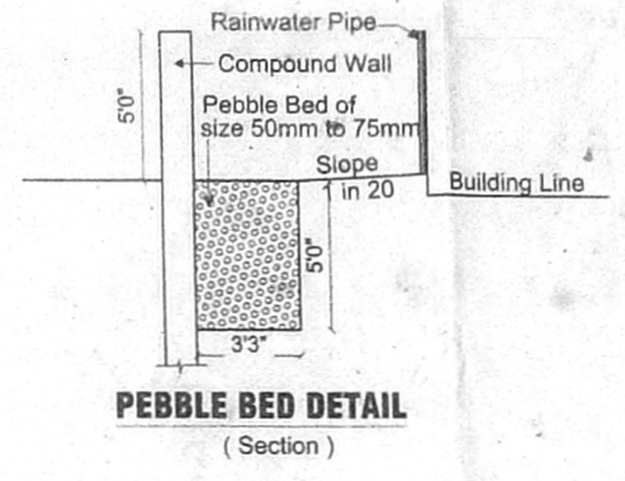 Rainwater Pipe
Compound Wall
5'0"
Pebble Bed of
size 50mm to 75mm
Slope
in 20
Building Line
5'0"
3'3"
PEBBLE BED DETAIL
( Section )